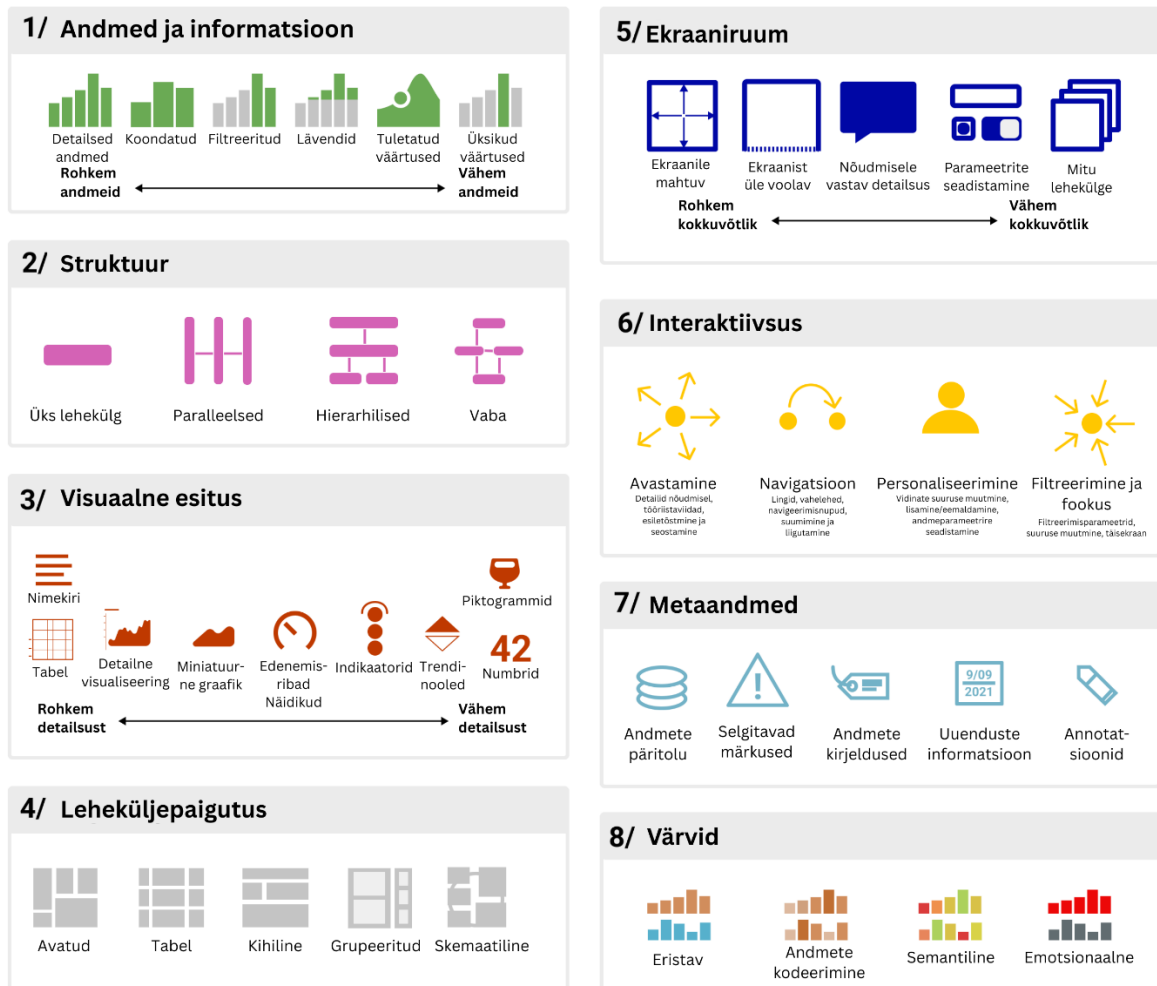 1/ Andmed ja informatsioon
Detailsed
andmed
Koondatud
Filtreeritud
Lävendid
Tuletatud
väärtused
Üksikud
väärtused
Rohkem
andmeid
Vähem
andmeid
2/ Struktuur
Üks lehekülg
Paralleelsed
Hierarhilised
Vaba
3/ Visuaalne esitus
Nimekiri
Tabel
Detailne
visualiseering
Miniatuur-
ne graafik
Edenemis-
ribad
Näidikud
Indikaatorid
Trendi-
nooled
Piktogrammid
42
Numbrid
Rohkem
detailsust
Vähem
detailsust
4/ Leheküljepaigutus
Avatud
Tabel
Kihiline
Grupeeritud
Skemaatiline
5/ Ekraaniruum
Ekraanile
mahtuv
Ekraanist
üle voolav
Nõudmisele
vastav detailsus
Parameetrite
seadistamine
Mitu
lehekülge
Rohkem
kokkuvõtlik
Vähem
kokkuvõtlik
6/ Interaktiivsus
Avastamine
Detailid nõudmisel,
tööriistaviidad,
esiletõstmine ja
seostamine
Navigatsioon
Lingid, vahelehed,
navigeerimisnupud,
suumimine ja
liigutamine
Personaliseerimine
Vidinate suuruse muutmine,
lisamine/eemaldamine,
andmeparameetrire
seadistamine
Filtreerimine ja
fookus
Filtreerimisparameetrid,
suuruse muutmine, täisekraan
7/ Metaandmed
Andmete
päritolu
Selgitavad
märkused
Andmete
kirjeldused
9/09
2021
Uuenduste
informatsioon
Annotat-
sioonid
8/ Värvid
Eristav
Andmete
kodeerimine
Semantiline
Emotsionaalne